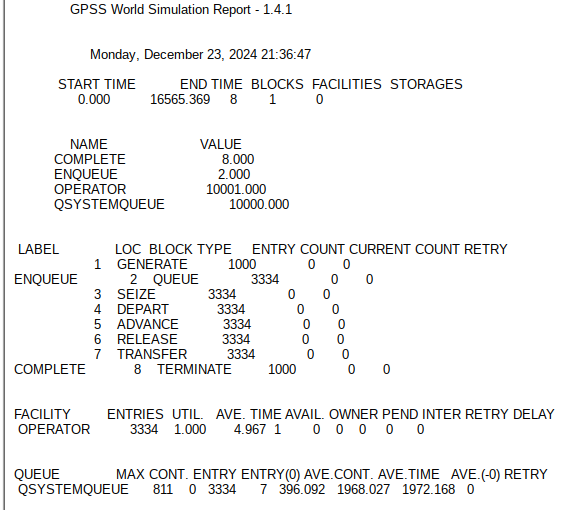 GPSS World Simulation Report - 1.4.1
Monday, December 23, 2024 21:36:47
START TIME END TIME BLOCKS FACILITIES STORAGES
0.000 16565.369 8 1 0
NAME VALUE
COMPLETE 8.000
ENQUEUE 2.000
OPERATOR 10001.000
QSYSTEMQUEUE 10000.000
LABEL LOC BLOCK TYPE ENTRY COUNT CURRENT COUNT RETRY
1 GENERATE 1000 0 0
ENQUEUE 2 QUEUE 3334 0 0
3 SEIZE 3334 0 0
4 DEPART 3334 0 0
5 ADVANCE 3334 0 0
6 RELEASE 3334 0 0
7 TRANSFER 3334 0 0
COMPLETE 8 TERMINATE 1000 0 0
FACILITY ENTRIES UTIL. AVE. TIME AVAIL. OWNER PEND INTER RETRY DELAY
OPERATOR 3334 1.000 4.967 1 0 0 0 0 0
QUEUE MAX CONT. ENTRY ENTRY(0) AVE.CONT. AVE.TIME AVE.(-0) RETRY
QSYSTEMQUEUE 811 0 3334 7 396.092 1968.027 1972.168 0